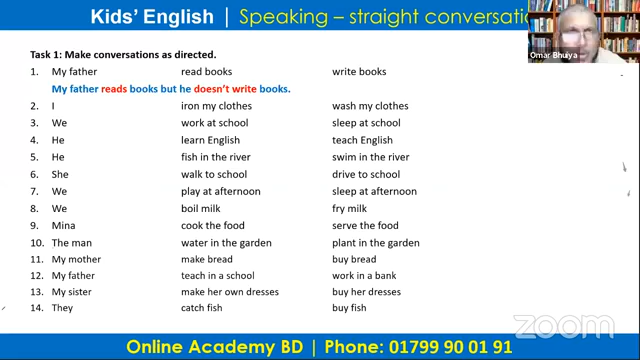 Kids' English | Speaking – straight conversati
Omar Bhuiya
Task 1: Make conversations as directed.
1. My father read books write books
My father reads books but he doesn't write books.
2. I iron my clothes wash my clothes
3. We work at school sleep at school
4. He learn English teach English
5. He fish in the river swim in the river
6. She walk to school drive to school
7. We play at afternoon sleep at afternoon
8. We boil milk fry milk
9. Mina cook the food serve the food
10. The man water in the garden plant in the garden
11. My mother make bread buy bread
12. My father teach in a school work in a bank
13. My sister make her own dresses buy her dresses
14. They catch fish buy fish
zoom
Online Academy BD | Phone: 01799 90 01 91